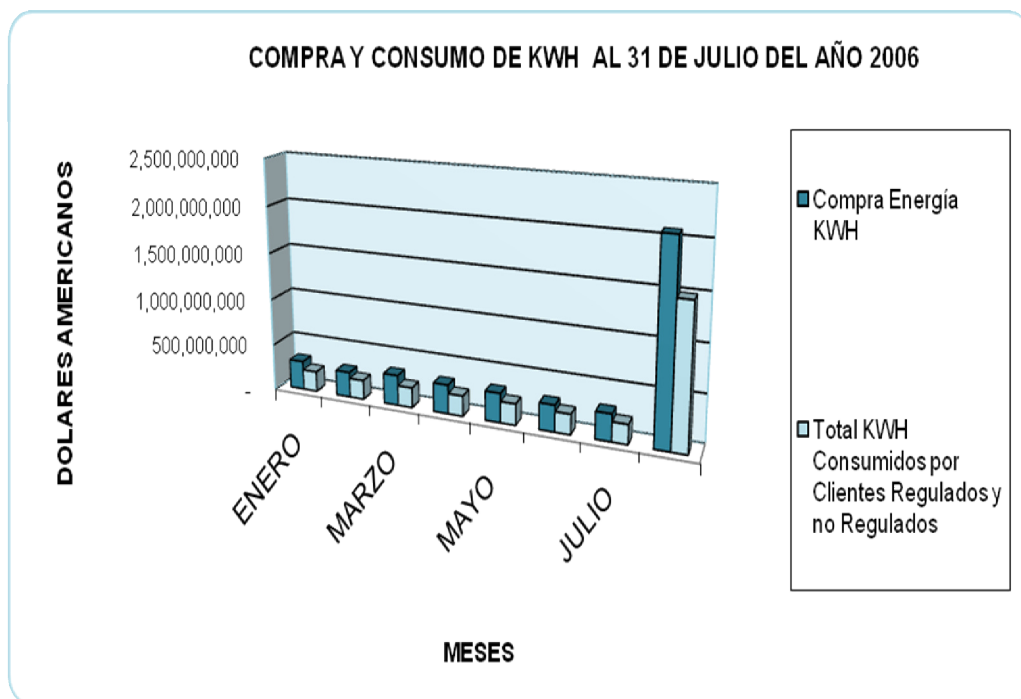 COMPRA Y CONSUMO DE KWH AL 31 DE JULIO DEL AÑO 2006
DOLARES AMERICANOS
2,500,000,000
2,000,000,000
1,500,000,000
1,000,000,000
500,000,000
-
ENERO
MARZO
MAYO
JULIO
MESES
Compra Energía
KWH
Total KWH
Consumidos por
Clientes Regulados y
no Regulados